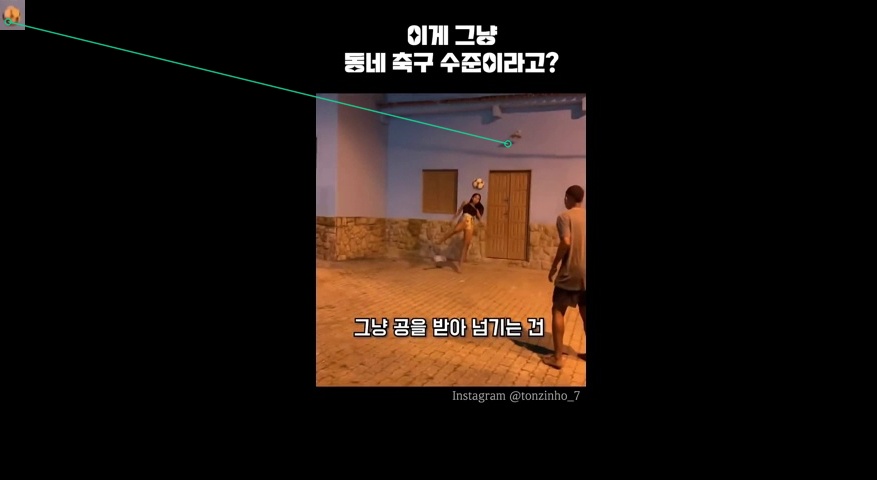 이게 그냥
동네 축구 수준이라고?
그냥 공을 받아 넘기는 건
Instagram @tonzinho_7